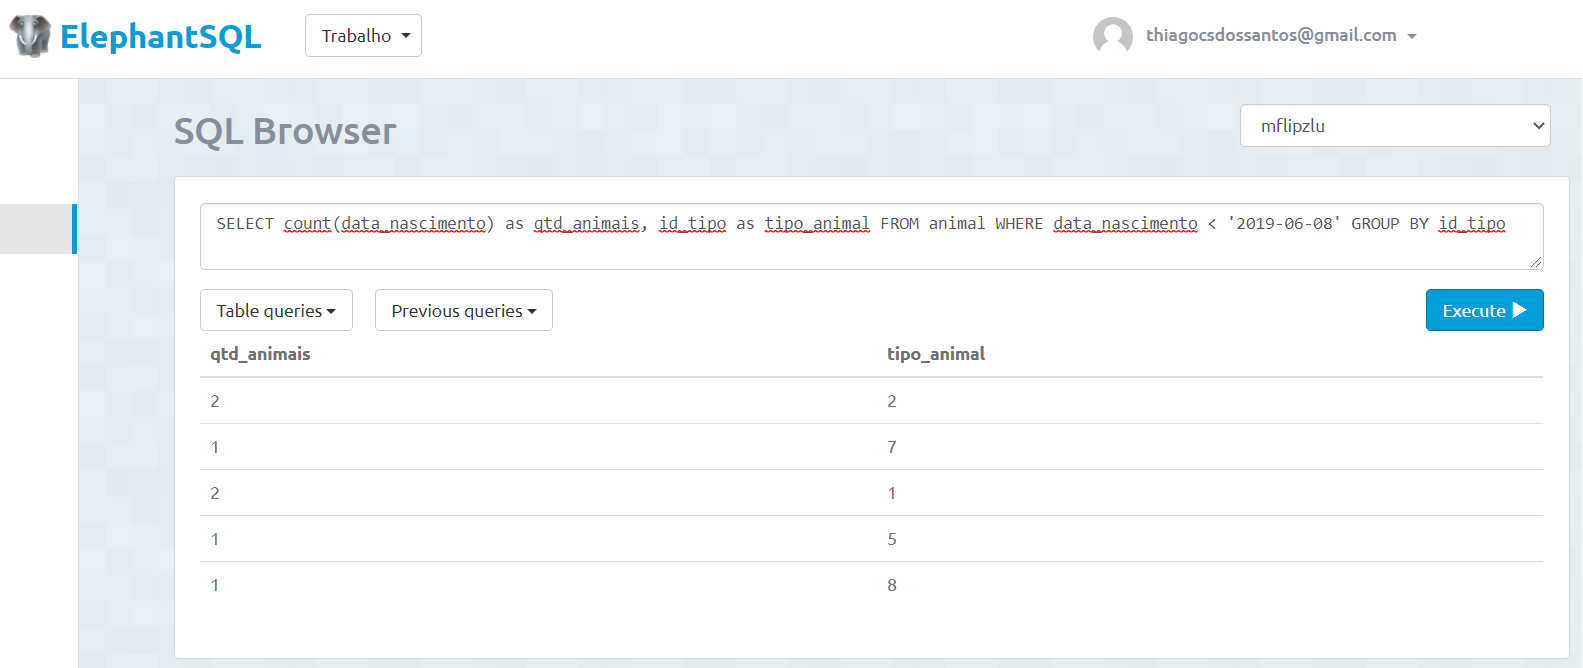 ElephantSQL
Trabalho
thiagocsdossantos@gmail.com
SQL Browser
mflipzlu
SELECT count(data_nascimento) as qtd_animais, id_tipo as tipo_animal FROM animal WHERE data_nascimento < '2019-06-08' GROUP BY id_tipo
Table queries
Previous queries
Execute
qtd_animais tipo_animal
2 2
1 7
2 1
1 5
1 8